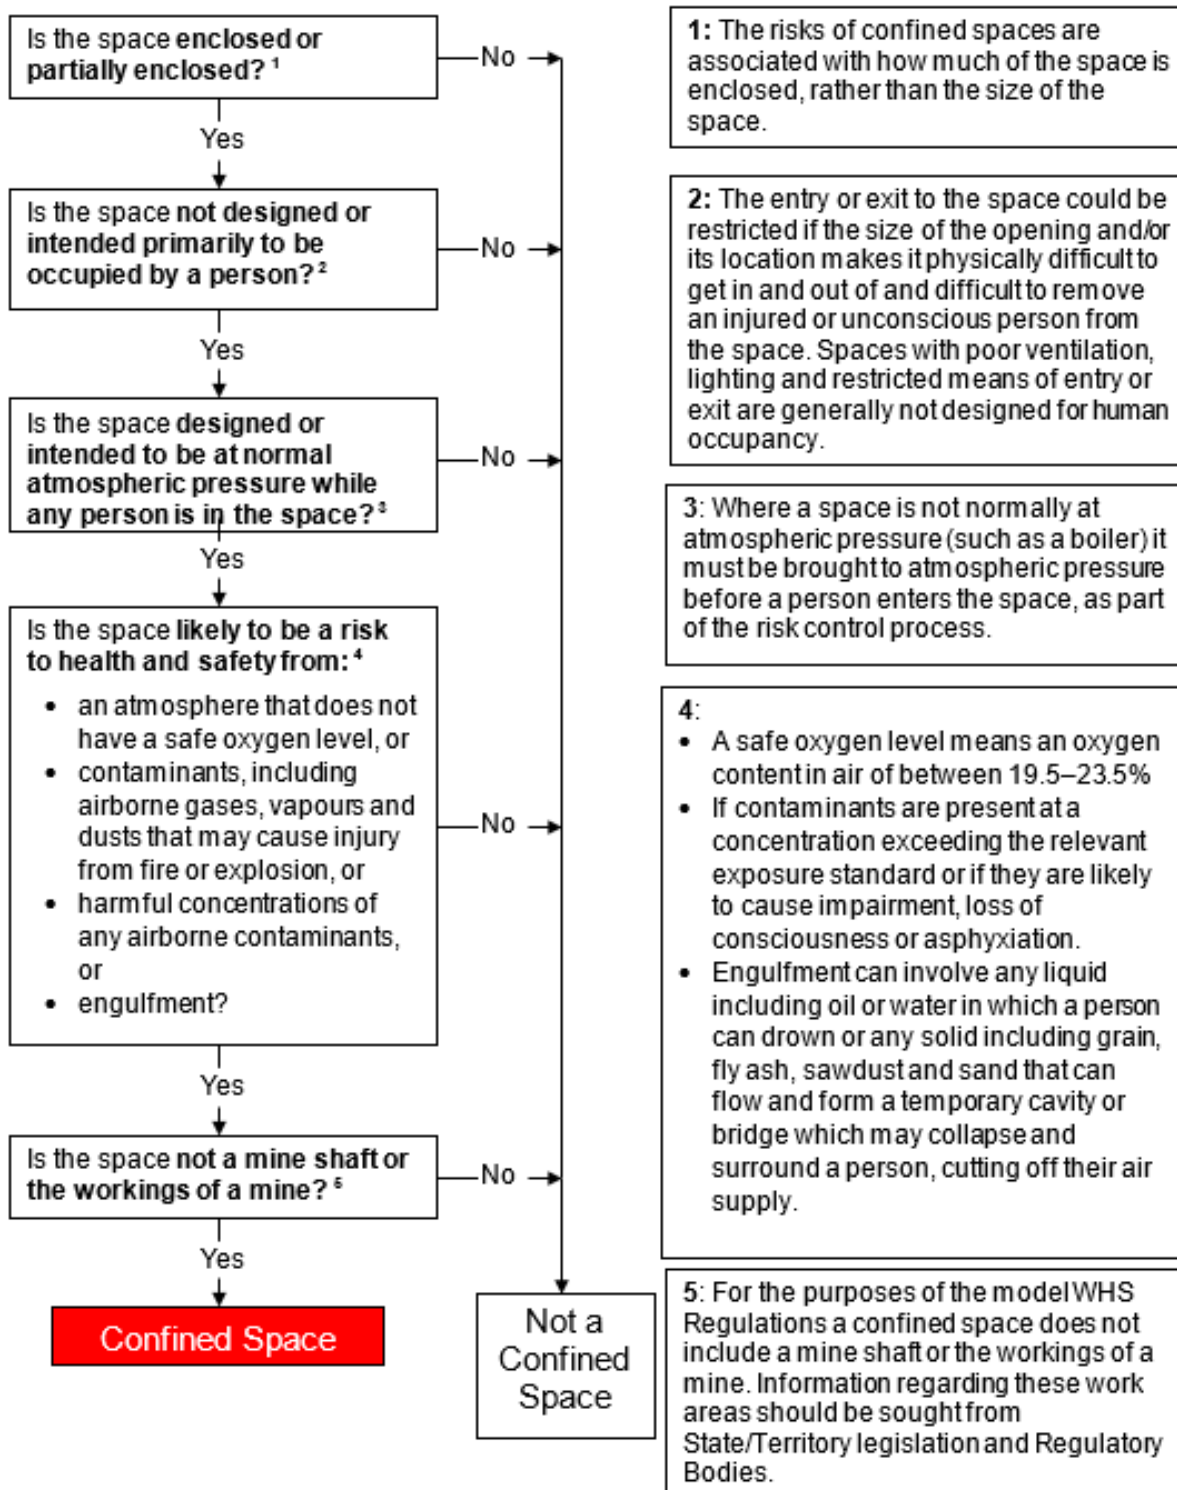 Is the space enclosed or
partially enclosed? 1
No
Yes
Is the space not designed or
intended primarily to be
occupied by a person? 2
No
Yes
Is the space designed or
intended to be at normal
atmospheric pressure while
any person is in the space? 3
No
Yes
Is the space likely to be a risk
to health and safety from: 4
• an atmosphere that does not
have a safe oxygen level, or
• contaminants, including
airborne gases, vapours and
dusts that may cause injury
from fire or explosion, or
• harmful concentrations of
any airborne contaminants,
or
• engulfment?
No
Yes
Is the space not a mine shaft or
the workings of a mine? 5
No
Yes
Confined Space
Not a
Confined
Space
1: The risks of confined spaces are
associated with how much of the space is
enclosed, rather than the size of the
space.
2: The entry or exit to the space could be
restricted if the size of the opening and/or
its location makes it physically difficult to
get in and out of and difficult to remove
an injured or unconscious person from
the space. Spaces with poor ventilation,
lighting and restricted means of entry or
exit are generally not designed for human
occupancy.
3: Where a space is not normally at
atmospheric pressure (such as a boiler) it
must be brought to atmospheric pressure
before a person enters the space, as part
of the risk control process.
4:
• A safe oxygen level means an oxygen
content in air of between 19.5–23.5%
• If contaminants are present at a
concentration exceeding the relevant
exposure standard or if they are likely
to cause impairment, loss of
consciousness or asphyxiation.
• Engulfment can involve any liquid
including oil or water in which a person
can drown or any solid including grain,
fly ash, sawdust and sand that can
flow and form a temporary cavity or
bridge which may collapse and
surround a person, cutting off their air
supply.
5: For the purposes of the model WHS
Regulations a confined space does not
include a mine shaft or the workings of a
mine. Information regarding these work
areas should be sought from
State/Territory legislation and Regulatory
Bodies.